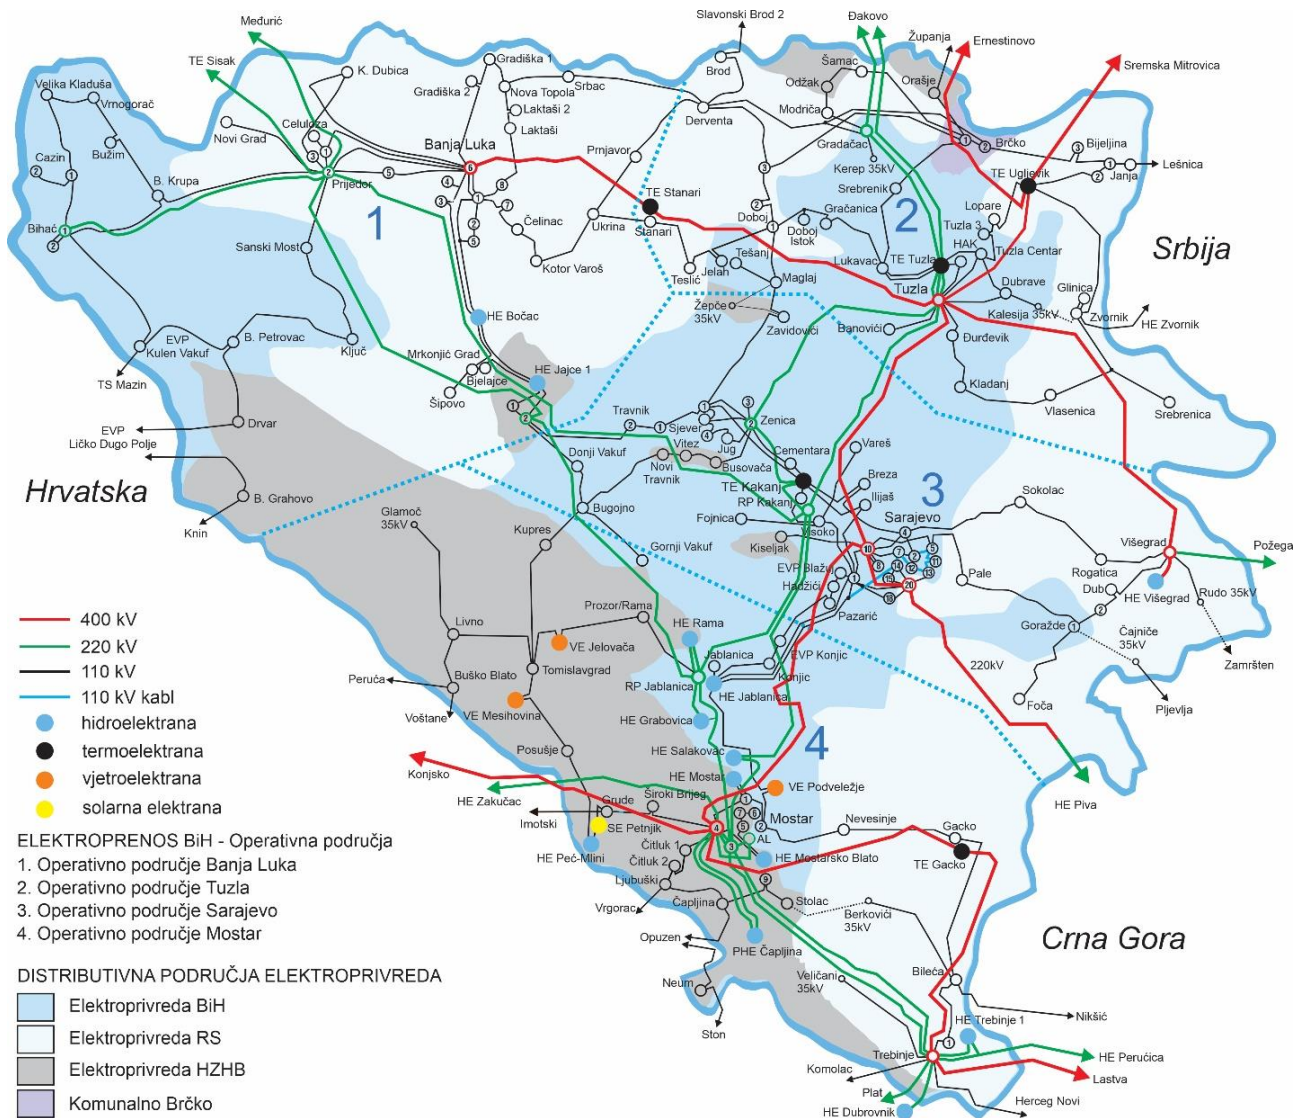 Međurić
TE Sisak
K. Dubica
Gradiška 1
Gradiška 2
Nova Topola
Srbac
Laktaši 2
Laktaši
Slavonski Brod 2
Brod
Đakovo
Županja
Ernestinovo
Sremska Mitrovica
Šamac
Orašje
Odžak
Modriča
Derventa
Velika Kladuša
Vrnogorač
Bužim
Cazin
Novi Grad
Celuloza
Banja Luka
Prnjavor
Gradačac
Kerep 35kV
Brčko
Bijeljina
Janja
Lešnica
B. Krupa
Prijedor
TE Stanari
Srebrenik
TE Ugljevik
Bihać
1
Sanski Most
Čelinac
Ukrina
Stanari
Doboj
Doboj
Istok
Gračanica
2
Lopare
Tuzla 3
HAK
Tuzla Centar
Srbija
Kotor Varoš
Teslić
Jelah
Tešanj
Maglaj
Lukavac
TE Tuzla
Tuzla
Dubrave
Glinica
Kalesija 35kV
Zvornik
HE Zvornik
HE Bočac
Žepče
35kV
Zavidovići
Banovići
Đurđevik
EVP
Kulen Vakuf
B. Petrovac
Ključ
Mrkonjić Grad
Bjelajce
HE Jajce 1
TS Mazin
Šipovo
Kladanj
Vlasenica
Srebrenica
Drvar
EVP
Ličko Dugo Polje
Travnik
Sjever
Jug
Zenica
Vitez
Novi
Travnik
Busovača
Cementara
Vareš
Breza
Donji Vakuf
TE Kakanj
RP Kakanj
Ilijaš
3
Hrvatska
B. Grahovo
Knin
Glamoč
35kV
Bugojno
Kupres
Gornji Vakuf
Fojnica
Visoko
Kiseljak
Sarajevo
Sokolac
Višegrad
Požega
EVP Blažuj
Hadžići
Pazarić
Pale
Rogatica
Dub
HE Višegrad
Rudo 35kV
Goražde
Čajniče
35kV
Zamršten
Prozor/Rama
HE Rama
Livno
VE Jelovača
Jablanica
EVP Konjic
Konjic
220kV
Foča
Pljevlja
400 kV
220 kV
110 kV
110 kV kabl
hidroelektrana
termoelektrana
vjetroelektrana
solarna elektrana
Tomislavgrad
Buško Blato
Peruća
Voštane
RP Jablanica
HE Jablanica
VE Mesihovina
HE Grabovica
4
Posušje
HE Salakovac
HE Mostar
HE Piva
Konjsko
HE Zakučac
VE Podveležje
Grude
Široki Brijeg
Mostar
Imotski
SE Petnjik
Nevesinje
Gacko
AL
HE Peć-Mlini
Čitluk 1
Čitluk 2
HE Mostarsko Blato
TE Gacko
Ljubuški
Vrgorac
Čapljina
Stolac
Berkovići
35kV
Opuzen
PHE Čapljina
Crna Gora
Neum
Ston
Veličani
35kV
Bileća
HE Trebinje 1
Nikšić
Trebinje
HE Perućica
Komolac
Lastva
Plat
HE Dubrovnik
Herceg Novi
ELEKTROPRENOS BiH - Operativna područja
1. Operativno područje Banja Luka
2. Operativno područje Tuzla
3. Operativno područje Sarajevo
4. Operativno područje Mostar
DISTRIBUTIVNA PODRUČJA ELEKTROPRIVREDA
Elektroprivreda BiH
Elektroprivreda RS
Elektroprivreda HZHB
Komunalno Brčko